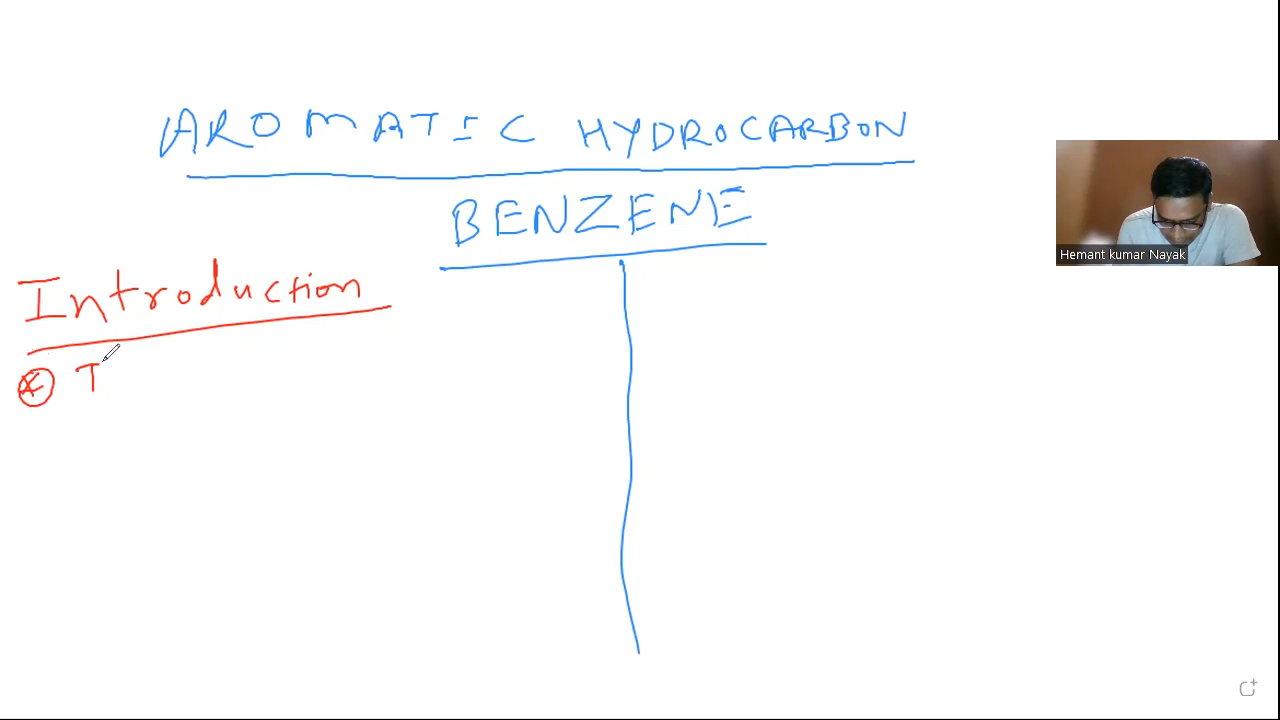 AROMATIC HYDROCARBON
BENZENE
Introduction
T
Hemant kumar Nayak